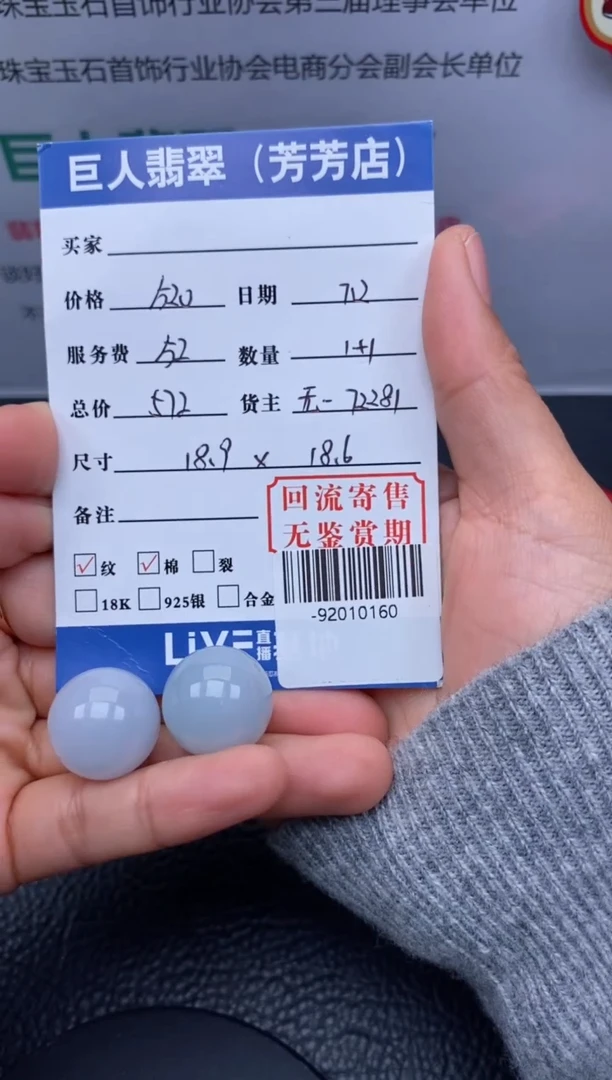 珠宝玉石首饰行业协会第三届理事会单位
珠宝玉石首饰行业协会电商分会副会长单位
巨人翡翠（芳芳店）
买家
价格 520 日期 7.2
服务费 52 数量 1+1
总价 572 货主 无-72281
尺寸 18.9 x 18.6
备注
回流寄售
无鉴赏期
纹 棉 裂
18K 925银 合金
-92010160
LiVE 直播